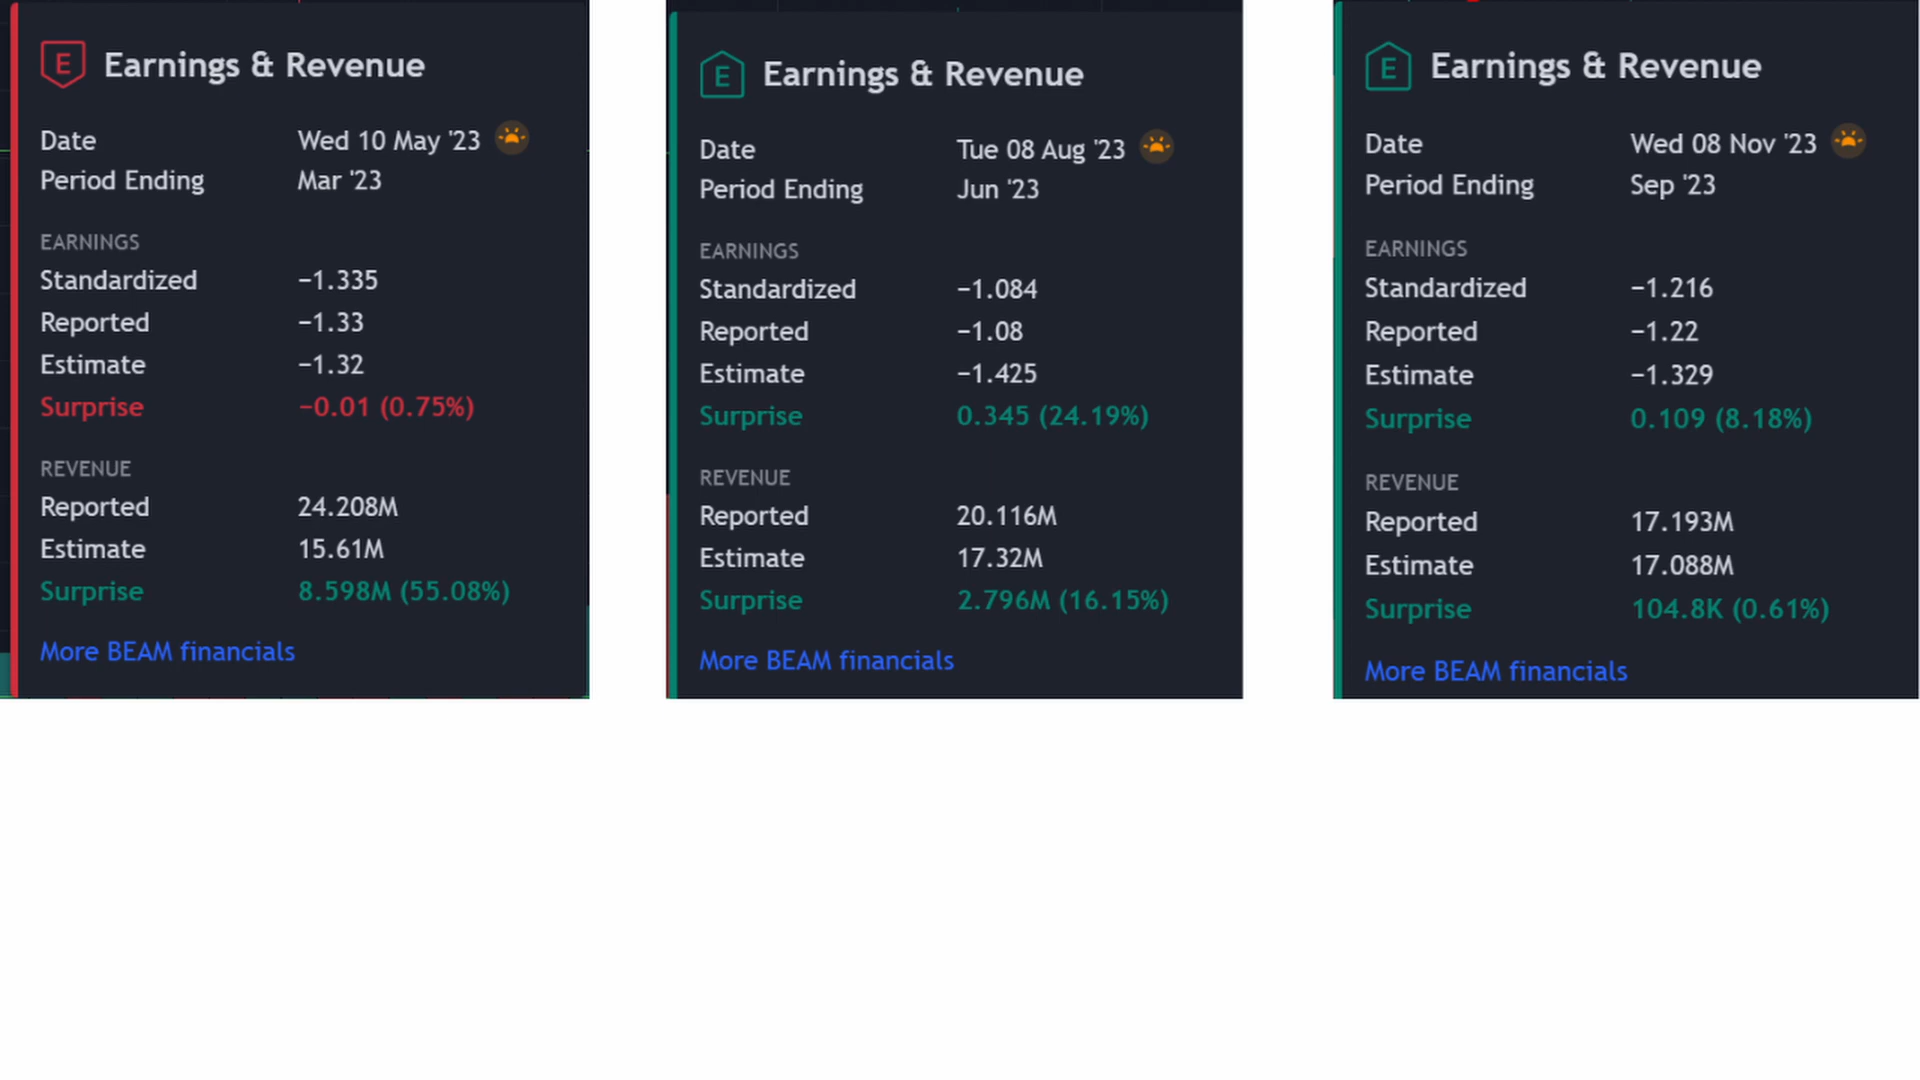 E Earnings & Revenue
Date Wed 10 May '23
Period Ending Mar '23
EARNINGS
Standardized −1.335
Reported −1.33
Estimate −1.32
Surprise −0.01 (0.75%)
REVENUE
Reported 24.208M
Estimate 15.61M
Surprise 8.598M (55.08%)
More BEAM financials
E Earnings & Revenue
Date Tue 08 Aug '23
Period Ending Jun '23
EARNINGS
Standardized −1.084
Reported −1.08
Estimate −1.425
Surprise 0.345 (24.19%)
REVENUE
Reported 20.116M
Estimate 17.32M
Surprise 2.796M (16.15%)
More BEAM financials
E Earnings & Revenue
Date Wed 08 Nov '23
Period Ending Sep '23
EARNINGS
Standardized −1.216
Reported −1.22
Estimate −1.329
Surprise 0.109 (8.18%)
REVENUE
Reported 17.193M
Estimate 17.088M
Surprise 104.8K (0.61%)
More BEAM financials